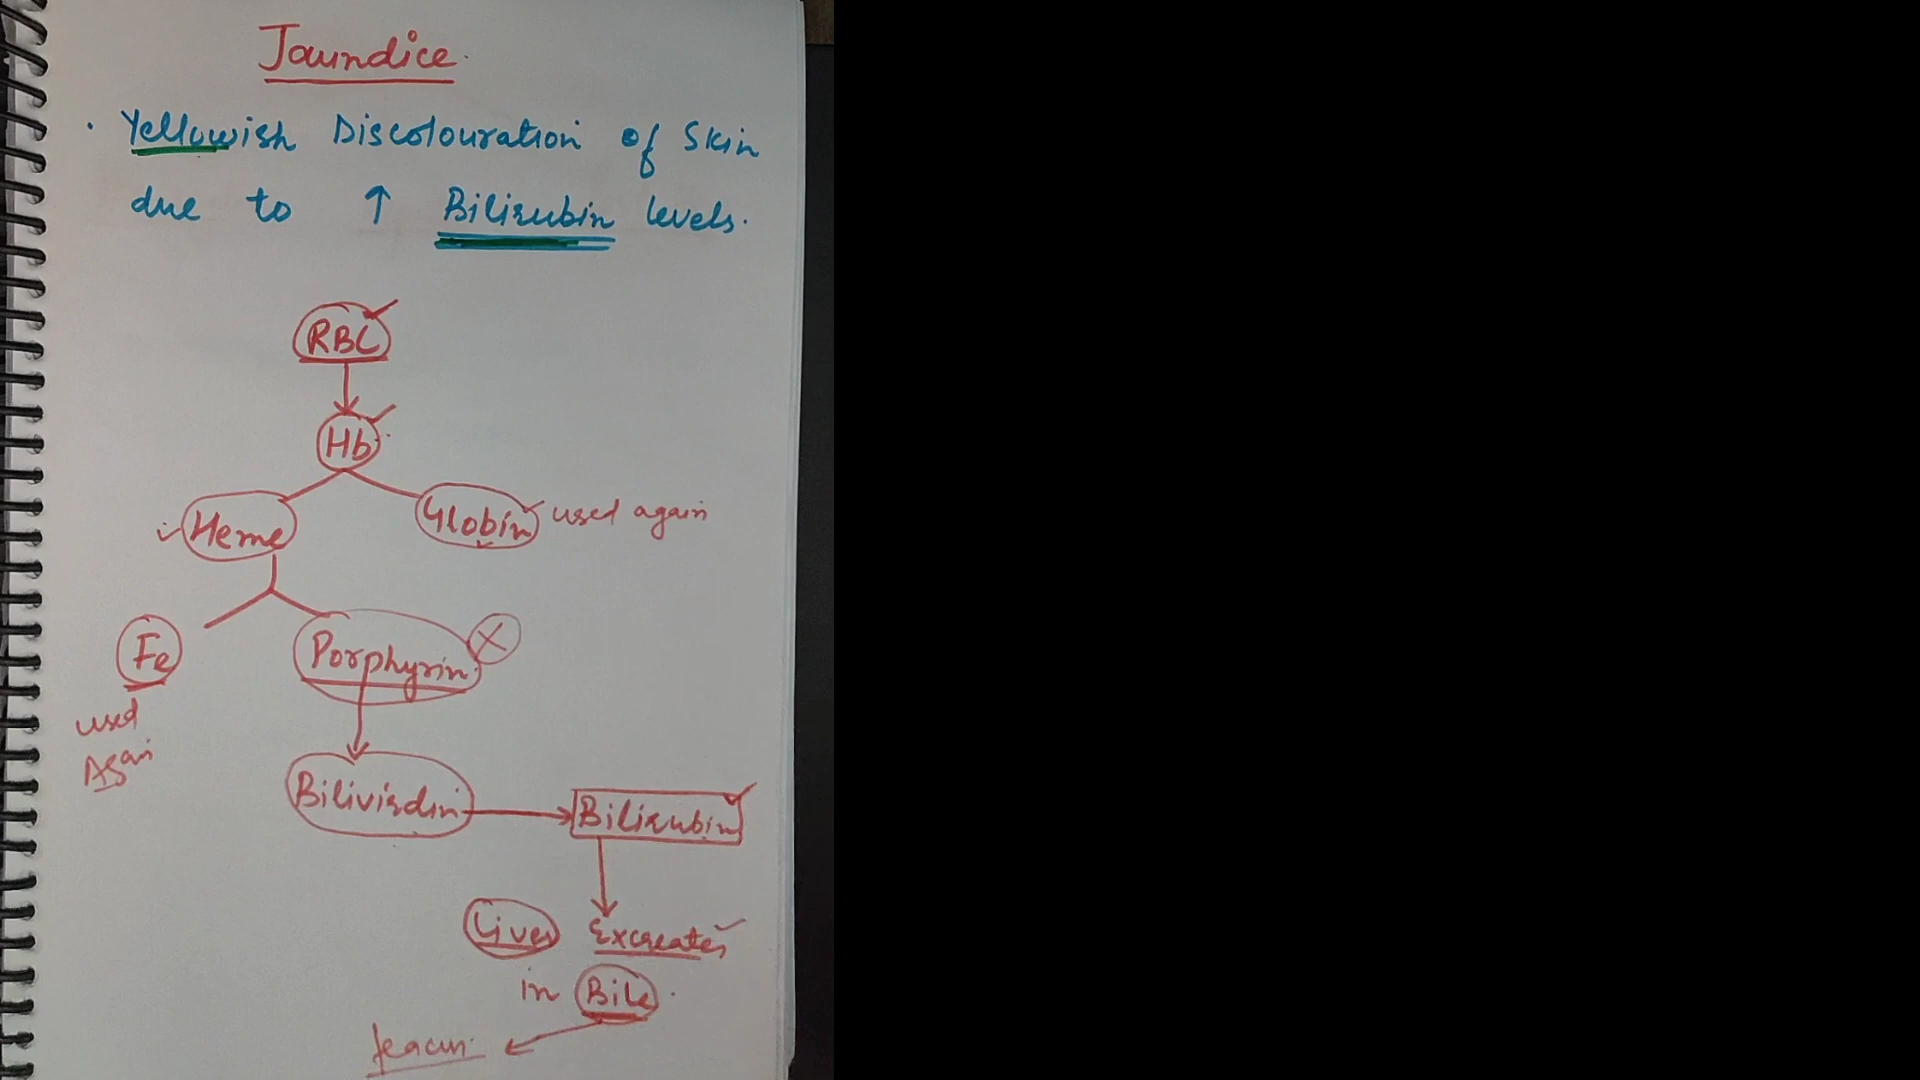 Jaundice.
· Yellowish Discolouration of Skin
due to ↑ Bilirubin levels.
RBC
Hb
Heme
Globin used again
Fe
Porphyrin
X
used
Again
Bilivirdin
Bilirubin
Liver Excreates
in Bile.